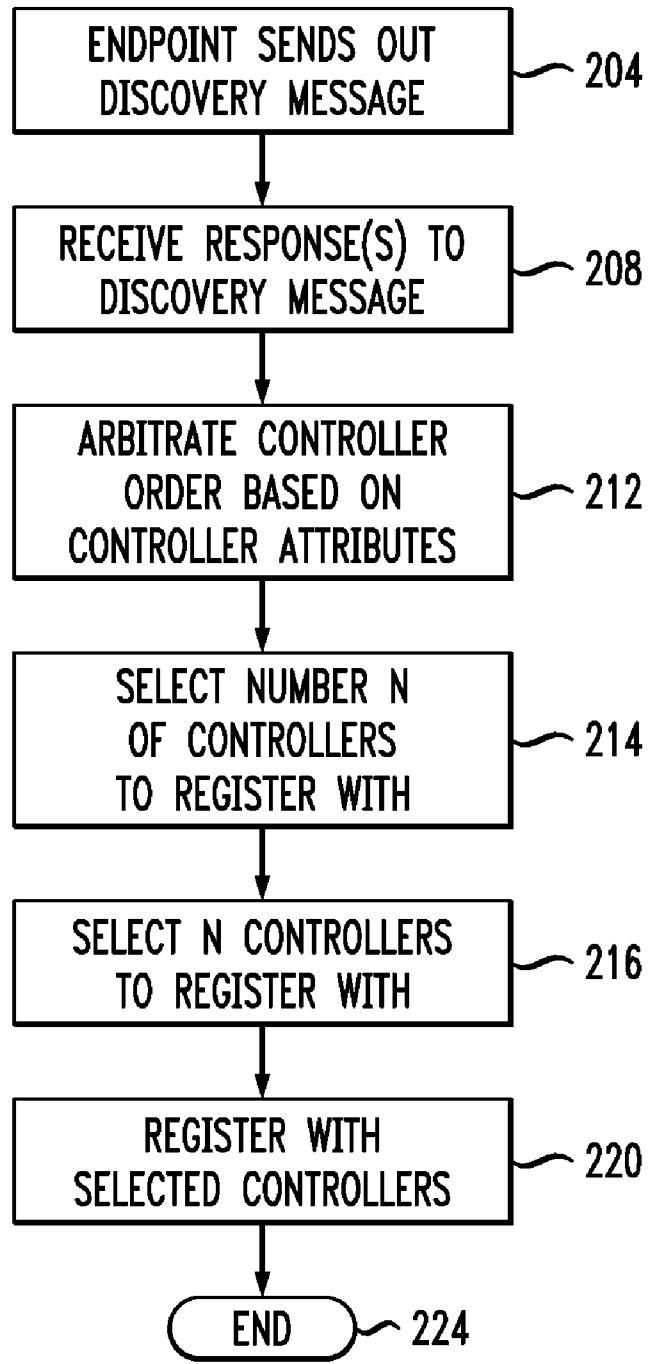 ENDPOINT SENDS OUT
DISCOVERY MESSAGE
204
RECEIVE RESPONSE(S) TO
DISCOVERY MESSAGE
208
ARBITRATE CONTROLLER
ORDER BASED ON
CONTROLLER ATTRIBUTES
212
SELECT NUMBER N
OF CONTROLLERS
TO REGISTER WITH
214
SELECT N CONTROLLERS
TO REGISTER WITH
216
REGISTER WITH
SELECTED CONTROLLERS
220
END
224